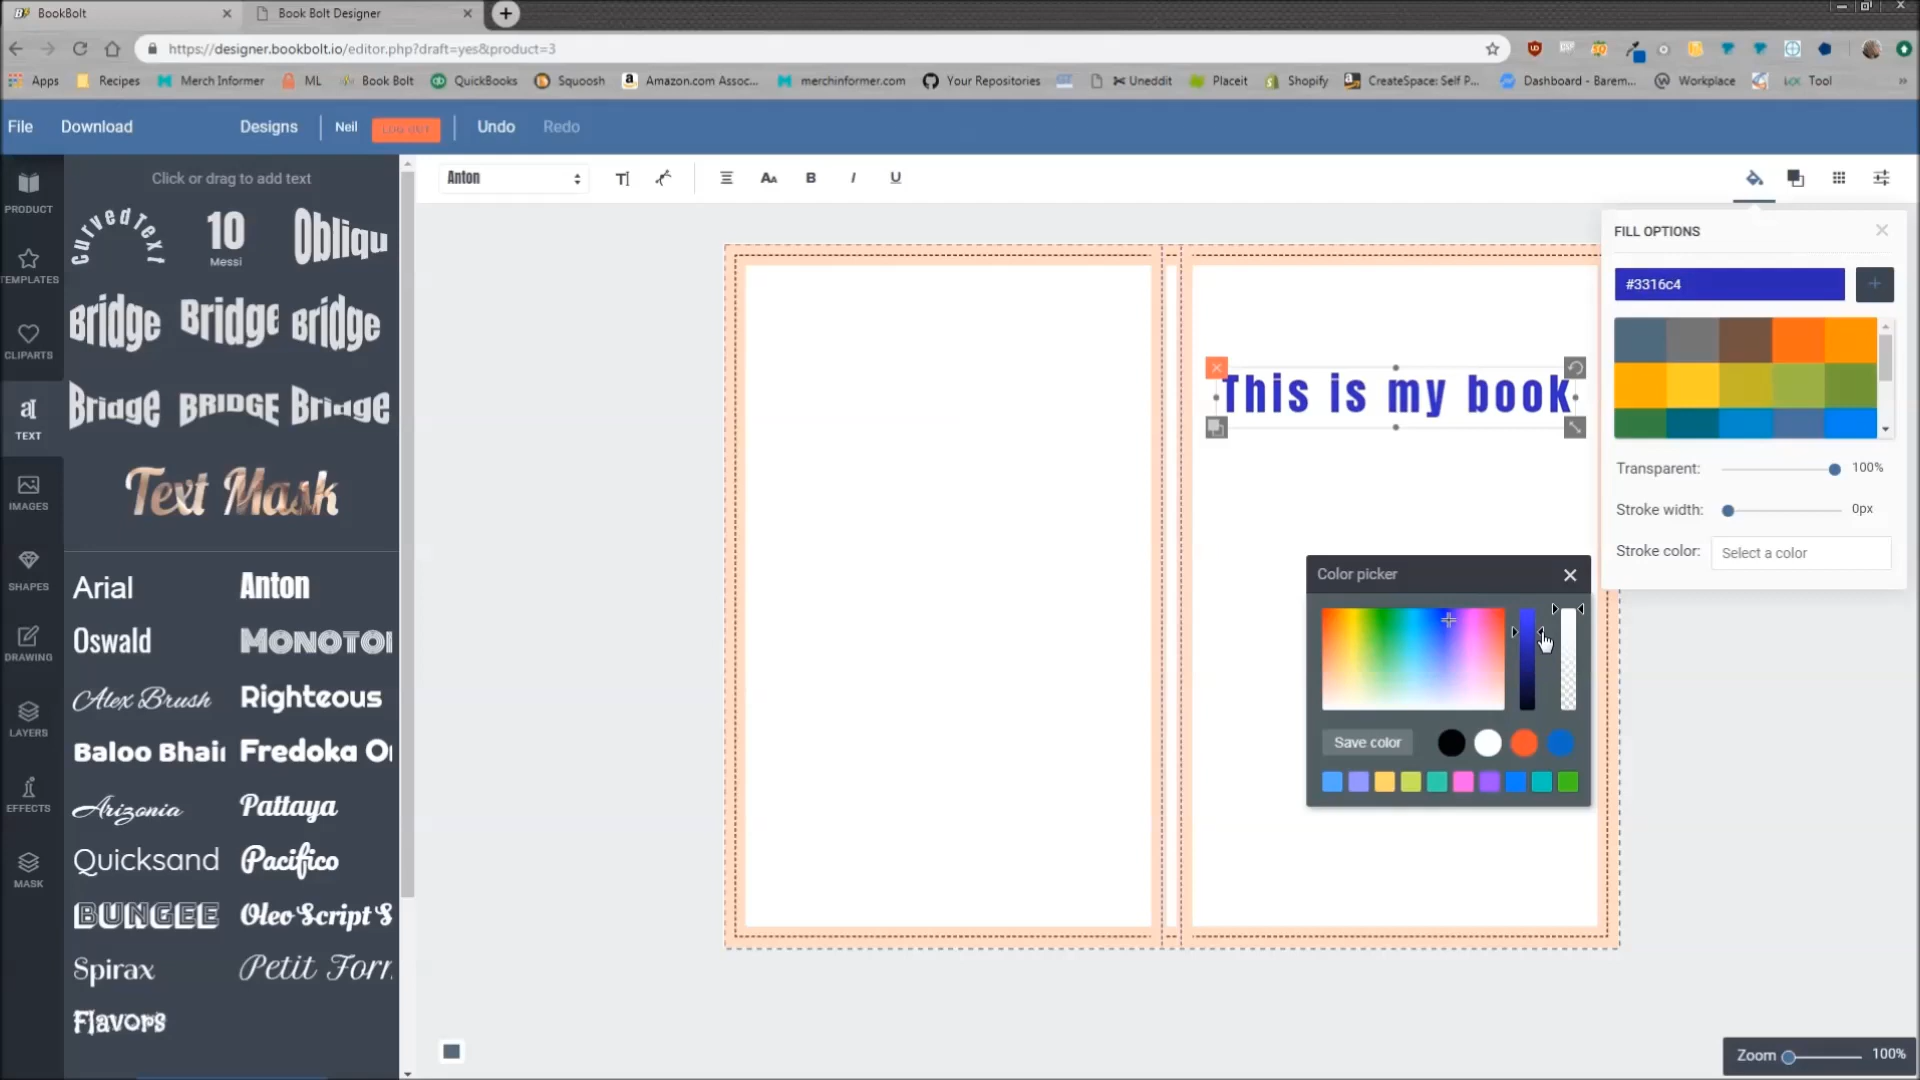 BookBolt
Book Bolt Designer
https://designer.bookbolt.io/editor.php?draft=yes&product=3
Apps
Recipes
Merch Informer
ML
Book Bolt
QuickBooks
Squoosh
Amazon.com Assoc...
merchinformer.com
Your Repositories
Uneddit
Placeit
Shopify
CreateSpace: Self P...
Dashboard - Barem...
Workplace
Tool
File
Download
Designs
Neil
LOG OUT
Undo
Redo
Anton
B
I
U
PRODUCT
TEMPLATES
CLIPARTS
TEXT
IMAGES
SHAPES
DRAWING
LAYERS
EFFECTS
MASK
Click or drag to add text
CurvedText
10
Messi
Obliqu
Bridge
Bridge
Bridge
Bridge
BRIDGE
Bridge
Text Mask
Arial
Anton
Oswald
MONOTO
Alex Brush
Righteous
Baloo Bhai
Fredoka O
Arizonia
Pattaya
Quicksand
Pacifico
BUNGEE
Oleo Script S
Spirax
Petit For
Flavors
This is my book
FILL OPTIONS
#3316c4
Transparent:
100%
Stroke width:
0px
Stroke color:
Select a color
Color picker
Save color
Zoom
100%